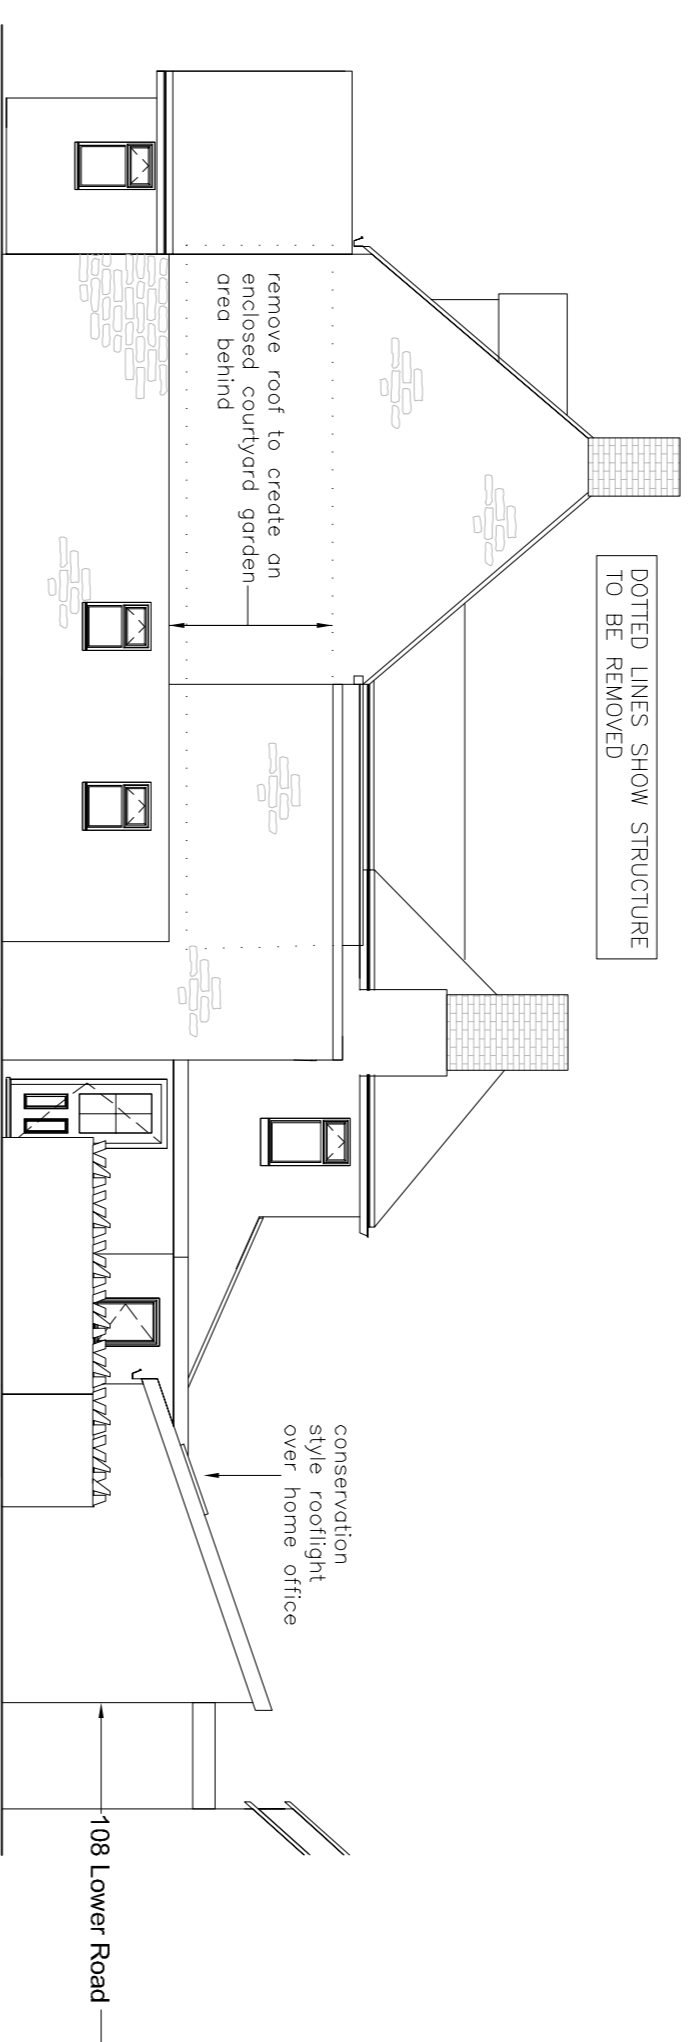 DOTTED LINES SHOW STRUCTURE
TO BE REMOVED
remove roof to create an
enclosed courtyard garden
area behind
conservation
style rooflight
over home office
108 Lower Road